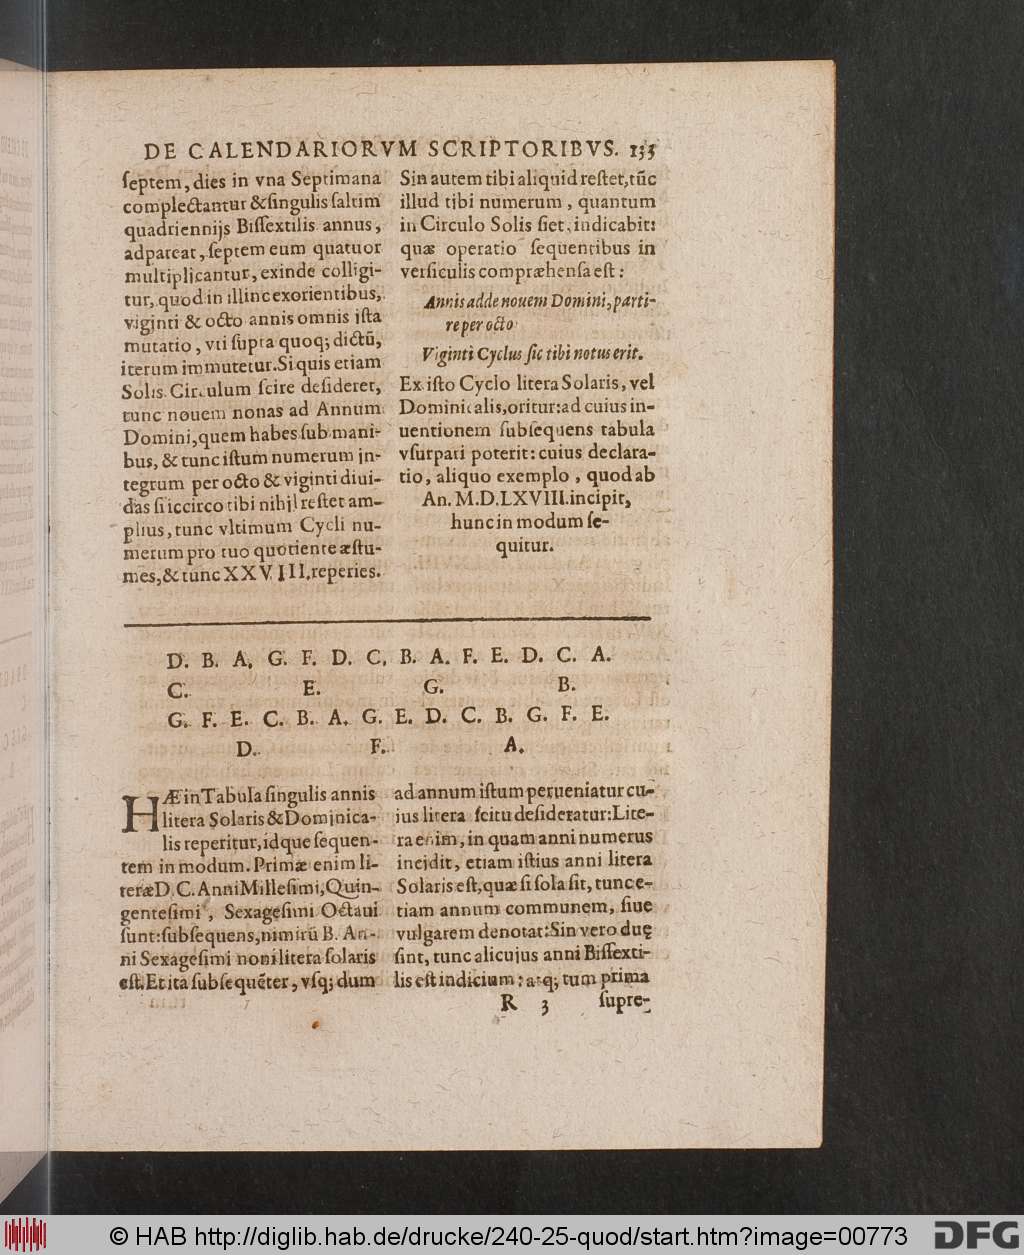 DE CALENDARIORVM SCRIPTORIBVS. 133
ſeptem, dies in vna Septimana
complectantur & ſingulis ſaltim
quadriennijs Biſſextilis annus,
adpareat, ſeptem eum quatuor
multiplicantur, exinde colligi-
tur, quod in illinc exorientibus,
viginti & octo annis omnis iſta
mutatio, vti ſupra quoq; dictũ,
iterum immutetur. Si quis etiam
Solis Circulum ſcire deſideret,
tunc nouem nonas ad Annum
Domini, quem habes ſub mani-
bus, & tunc iſtum numerum in-
tegrum per octo & viginti diui-
das ſi iccirco tibi nihil reſtet am-
plius, tunc vltimum Cycli nu-
merum pro tuo quotiente æſtu-
mes, & tunc XXVIII. reperies.
Sin autem tibi aliquid reſtet, tũc
illud tibi numerum, quantum
in Circulo Solis ſiet, indicabit:
quæ operatio ſequentibus in
verſiculis compræhenſa eſt:
Annis adde nouem Domini, parti-
re per octo
Viginti Cyclus ſic tibi notus erit.
Ex iſto Cyclo litera Solaris, vel
Dominicalis, oritur: ad cuius in-
uentionem ſubſequens tabula
vſurpari poterit: cuius declara-
tio, aliquo exemplo, quod ab
An. M.D.LXVIII. incipit,
hunc in modum ſe-
quitur.
D. B. A. G. F. D. C. B. A. F. E. D. C. A.
C. E. G. B.
G. F. E. C. B. A. G. E. D. C. B. G. F. E.
D. F. A.
HÆ in Tabula ſingulis annis
litera Solaris & Dominica-
lis reperitur, idque ſequen-
tem in modum. Primæ enim li-
teræ D. C. Anni Milleſimi, Quin-
genteſimi, Sexageſimi Octaui
ſunt: ſubſequens, nimirũ B. An-
ni Sexageſimi noni litera ſolaris
eſt. Et ita ſubſequẽter, vſq; dum
ad annum iſtum perueniatur cu-
ius litera ſcitu deſideratur: Lite-
ra enim, in quam anni numerus
incidit, etiam iſtius anni litera
Solaris eſt, quæ ſi ſola ſit, tunc e-
tiam annum communem, ſiue
vulgarem denotat: Sin vero duę
ſint, tunc alicujus anni Biſſexti-
lis eſt indicium: atq; tum prima
R 3 ſupre-
© HAB http://diglib.hab.de/drucke/240-25-quod/start.htm?image=00773
DFG